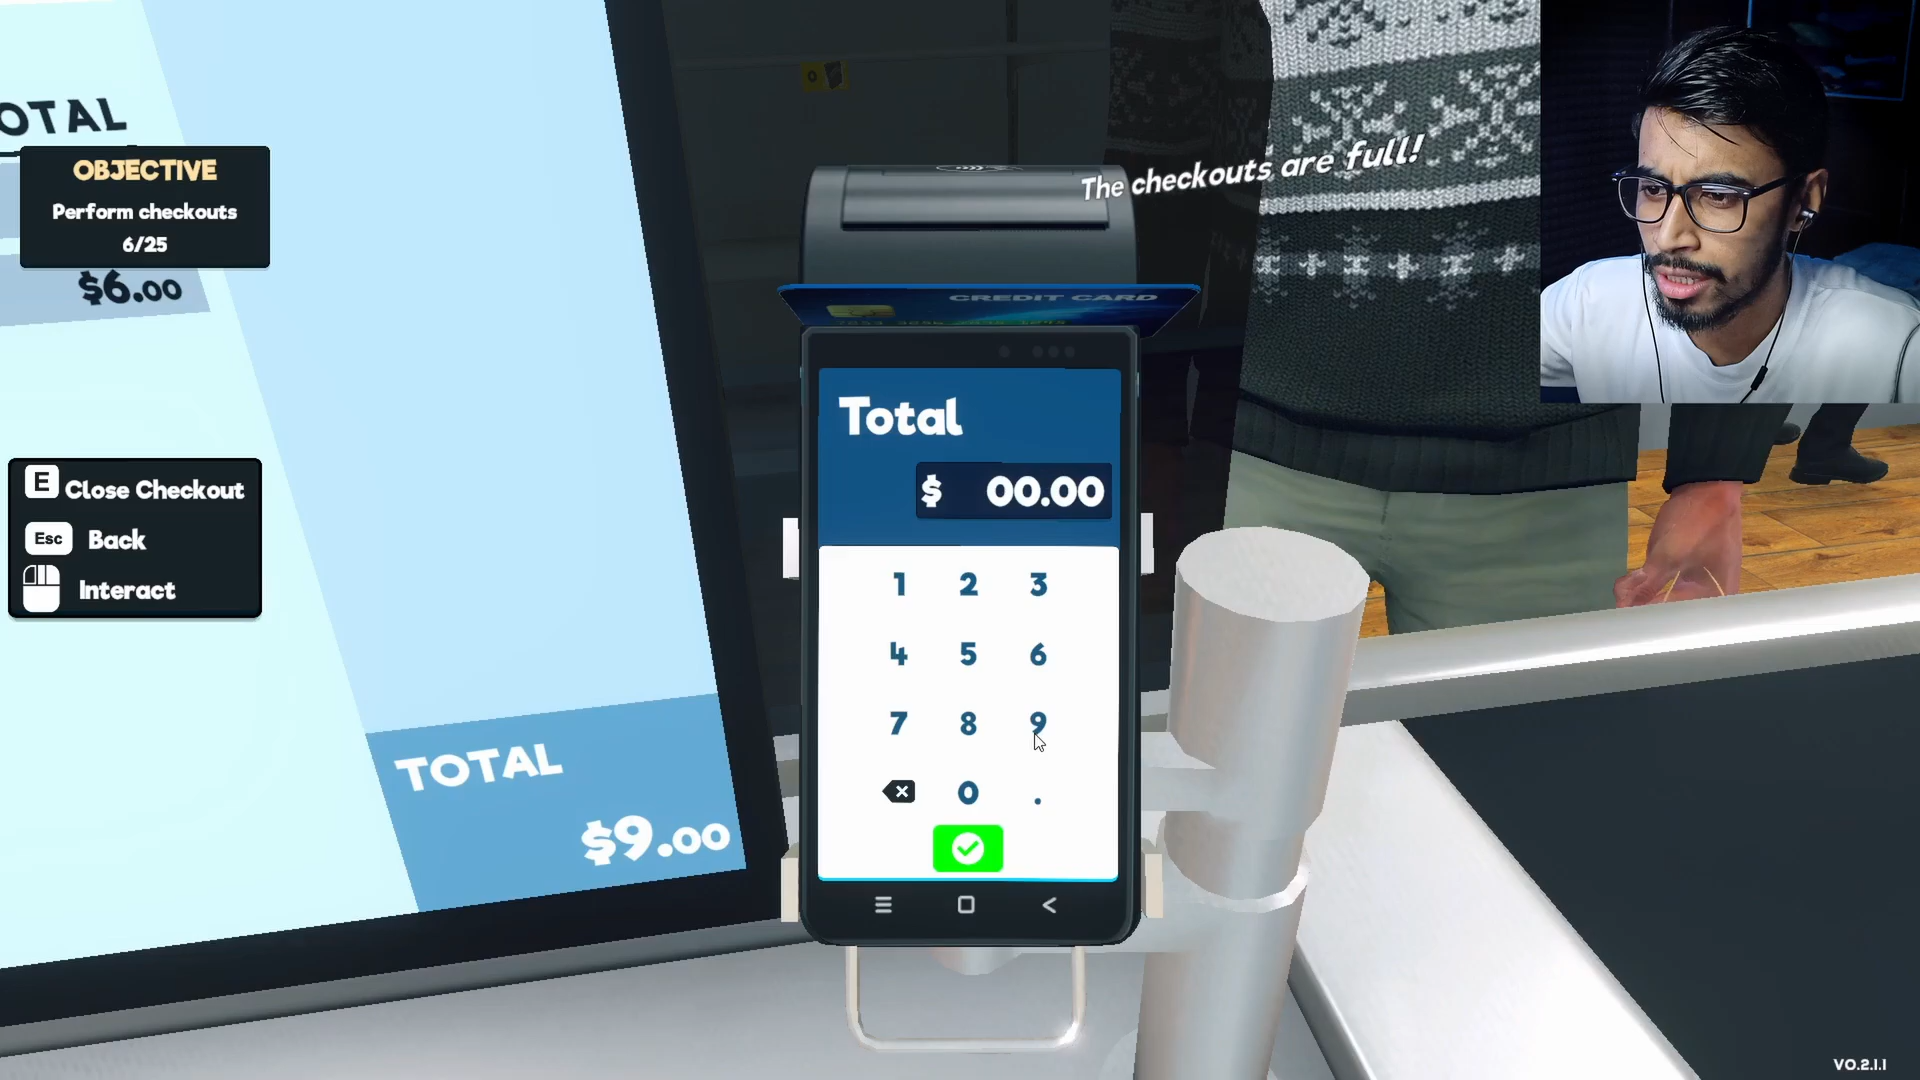 OTAL
OBJECTIVE
Perform checkouts
6/25
$6.00
E Close Checkout
Esc Back
Interact
TOTAL
$9.00
0
The checkouts are full!
CREDIT CARD
Total
$ 00.00
1 2 3
4 5 6
7 8 9
0 .
V0.2.1.1